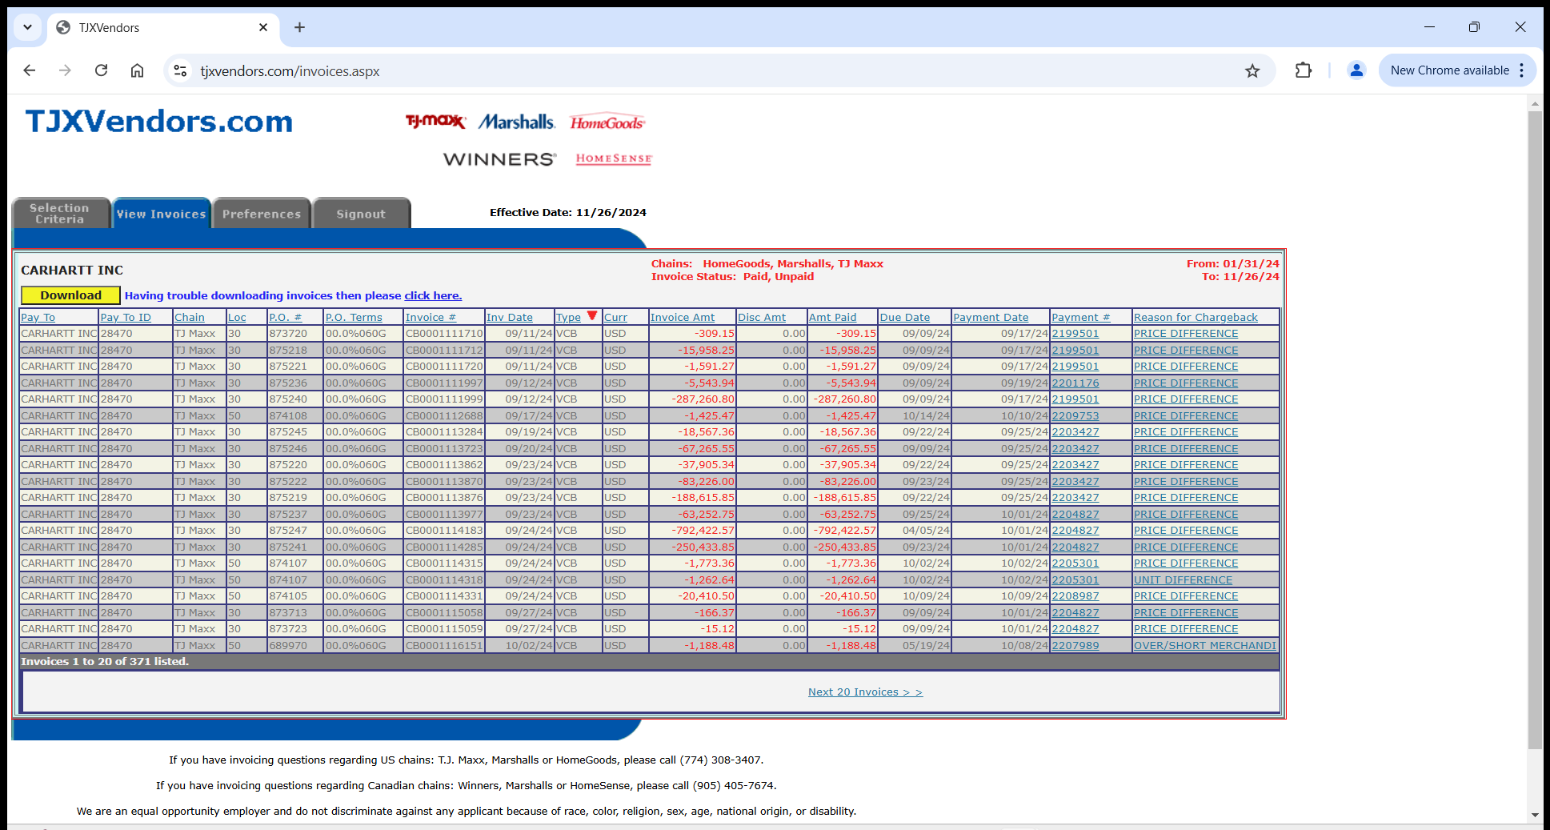 TJXVendors
tjxvendors.com/invoices.aspx
New Chrome available
TJXVendors.com
TJ-maxx Marshalls. HomeGoods
WINNERS HOMESENSE
Selection Criteria View Invoices Preferences Signout Effective Date: 11/26/2024
CARHARTT INC Chains: HomeGoods, Marshalls, TJ Maxx From: 01/31/24
Invoice Status: Paid, Unpaid To: 11/26/24
Download Having trouble downloading invoices then please click here.
Pay To Pay To ID Chain Loc P.O. # P.O. Terms Invoice # Inv Date Type Curr Invoice Amt Disc Amt Amt Paid Due Date Payment Date Payment # Reason for Chargeback
CARHARTT INC 28470 TJ Maxx 30 873720 00.0%060G CB0001111710 09/11/24 VCB USD -309.15 0.00 -309.15 09/09/24 09/17/24 2199501 PRICE DIFFERENCE
CARHARTT INC 28470 TJ Maxx 30 875218 00.0%060G CB0001111712 09/11/24 VCB USD -15,958.25 0.00 -15,958.25 09/09/24 09/17/24 2199501 PRICE DIFFERENCE
CARHARTT INC 28470 TJ Maxx 30 875221 00.0%060G CB0001111720 09/11/24 VCB USD -1,591.27 0.00 -1,591.27 09/09/24 09/17/24 2199501 PRICE DIFFERENCE
CARHARTT INC 28470 TJ Maxx 30 875236 00.0%060G CB0001111997 09/12/24 VCB USD -5,543.94 0.00 -5,543.94 09/09/24 09/19/24 2201176 PRICE DIFFERENCE
CARHARTT INC 28470 TJ Maxx 30 875240 00.0%060G CB0001111999 09/12/24 VCB USD -287,260.80 0.00 -287,260.80 09/09/24 09/17/24 2199501 PRICE DIFFERENCE
CARHARTT INC 28470 TJ Maxx 50 874108 00.0%060G CB0001112688 09/17/24 VCB USD -1,425.47 0.00 -1,425.47 10/14/24 10/10/24 2209753 PRICE DIFFERENCE
CARHARTT INC 28470 TJ Maxx 30 875245 00.0%060G CB0001113284 09/19/24 VCB USD -18,567.36 0.00 -18,567.36 09/22/24 09/25/24 2203427 PRICE DIFFERENCE
CARHARTT INC 28470 TJ Maxx 30 875246 00.0%060G CB0001113723 09/20/24 VCB USD -67,265.55 0.00 -67,265.55 09/22/24 09/25/24 2203427 PRICE DIFFERENCE
CARHARTT INC 28470 TJ Maxx 30 875220 00.0%060G CB0001113862 09/23/24 VCB USD -37,905.34 0.00 -37,905.34 09/22/24 09/25/24 2203427 PRICE DIFFERENCE
CARHARTT INC 28470 TJ Maxx 30 875222 00.0%060G CB0001113870 09/23/24 VCB USD -83,226.00 0.00 -83,226.00 09/23/24 09/25/24 2203427 PRICE DIFFERENCE
CARHARTT INC 28470 TJ Maxx 30 875219 00.0%060G CB0001113876 09/23/24 VCB USD -188,615.85 0.00 -188,615.85 09/22/24 09/25/24 2203427 PRICE DIFFERENCE
CARHARTT INC 28470 TJ Maxx 30 875237 00.0%060G CB0001113977 09/23/24 VCB USD -63,252.75 0.00 -63,252.75 09/25/24 10/01/24 2204827 PRICE DIFFERENCE
CARHARTT INC 28470 TJ Maxx 30 875247 00.0%060G CB0001114183 09/24/24 VCB USD -792,422.57 0.00 -792,422.57 04/05/24 10/01/24 2204827 PRICE DIFFERENCE
CARHARTT INC 28470 TJ Maxx 30 875241 00.0%060G CB0001114285 09/24/24 VCB USD -250,433.85 0.00 -250,433.85 09/23/24 10/01/24 2204827 PRICE DIFFERENCE
CARHARTT INC 28470 TJ Maxx 50 874107 00.0%060G CB0001114315 09/24/24 VCB USD -1,773.36 0.00 -1,773.36 10/02/24 10/02/24 2205301 PRICE DIFFERENCE
CARHARTT INC 28470 TJ Maxx 50 874107 00.0%060G CB0001114318 09/24/24 VCB USD -1,262.64 0.00 -1,262.64 10/02/24 10/02/24 2205301 UNIT DIFFERENCE
CARHARTT INC 28470 TJ Maxx 50 874105 00.0%060G CB0001114331 09/24/24 VCB USD -20,410.50 0.00 -20,410.50 10/09/24 10/09/24 2208987 PRICE DIFFERENCE
CARHARTT INC 28470 TJ Maxx 30 873713 00.0%060G CB0001115058 09/27/24 VCB USD -166.37 0.00 -166.37 09/09/24 10/01/24 2204827 PRICE DIFFERENCE
CARHARTT INC 28470 TJ Maxx 30 873723 00.0%060G CB0001115059 09/27/24 VCB USD -15.12 0.00 -15.12 09/09/24 10/01/24 2204827 PRICE DIFFERENCE
CARHARTT INC 28470 TJ Maxx 50 689970 00.0%060G CB0001116151 10/02/24 VCB USD -1,188.48 0.00 -1,188.48 05/19/24 10/08/24 2207989 OVER/SHORT MERCHANDI
Invoices 1 to 20 of 371 listed.
Next 20 Invoices > >
If you have invoicing questions regarding US chains: T.J. Maxx, Marshalls or HomeGoods, please call (774) 308-3407.
If you have invoicing questions regarding Canadian chains: Winners, Marshalls or HomeSense, please call (905) 405-7674.
We are an equal opportunity employer and do not discriminate against any applicant because of race, color, religion, sex, age, national origin, or disability.